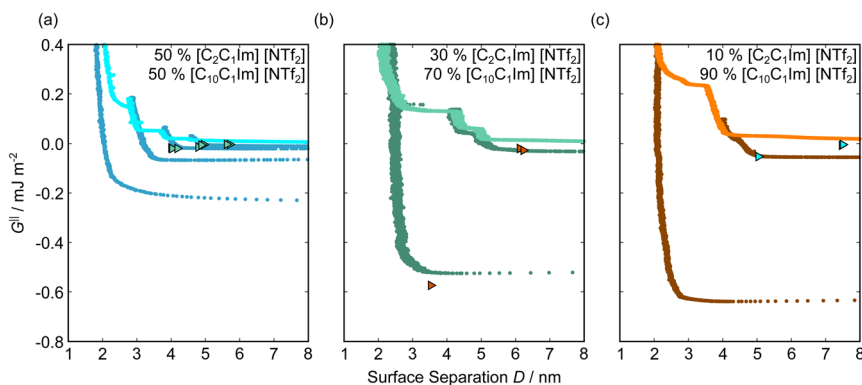 (a) (b) (c)
50 % [C₂C₁Im] [NTf₂]
50 % [C₁₀C₁Im] [NTf₂]
30 % [C₂C₁Im] [NTf₂]
70 % [C₁₀C₁Im] [NTf₂]
10 % [C₂C₁Im] [NTf₂]
90 % [C₁₀C₁Im] [NTf₂]
G^|| / mJ m⁻²
0.4
0.2
0.0
-0.2
-0.4
-0.6
-0.8
1 2 3 4 5 6 7 8
1 2 3 4 5 6 7 8
1 2 3 4 5 6 7 8
Surface Separation D / nm